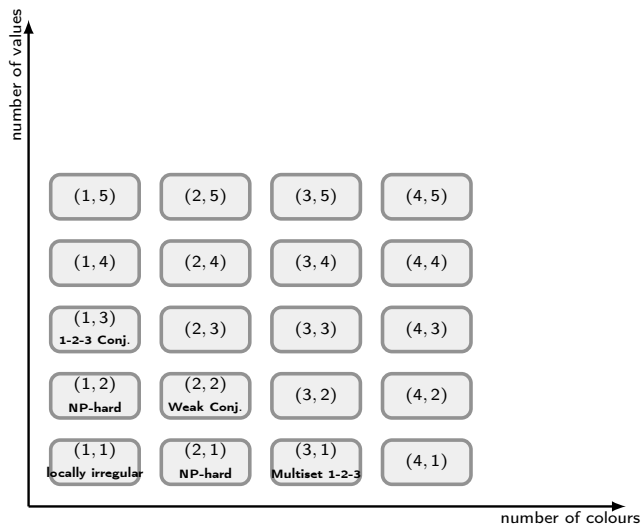 number of values
(1, 5) (2, 5) (3, 5) (4, 5)
(1, 4) (2, 4) (3, 4) (4, 4)
(1, 3) (2, 3) (3, 3) (4, 3)
1-2-3 Conj.
(1, 2) (2, 2) (3, 2) (4, 2)
NP-hard Weak Conj.
(1, 1) (2, 1) (3, 1) (4, 1)
locally irregular NP-hard Multiset 1-2-3
number of colours